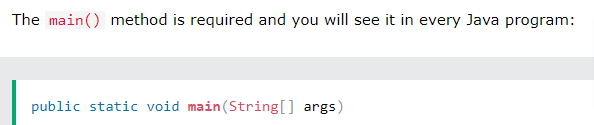 The main() method is required and you will see it in every Java program:
public static void main(String[] args)